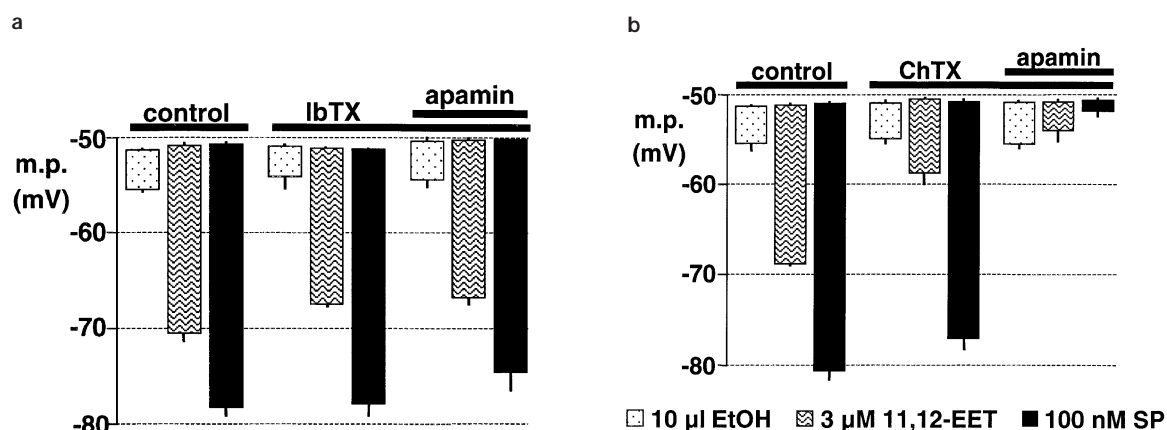 a
control
IbTX
apamin
-50
m.p.
(mV)
-60
-70
-80
b
control
ChTX
apamin
-50
m.p.
(mV)
-60
-70
-80
10 µl EtOH
3 µM 11,12-EET
100 nM SP